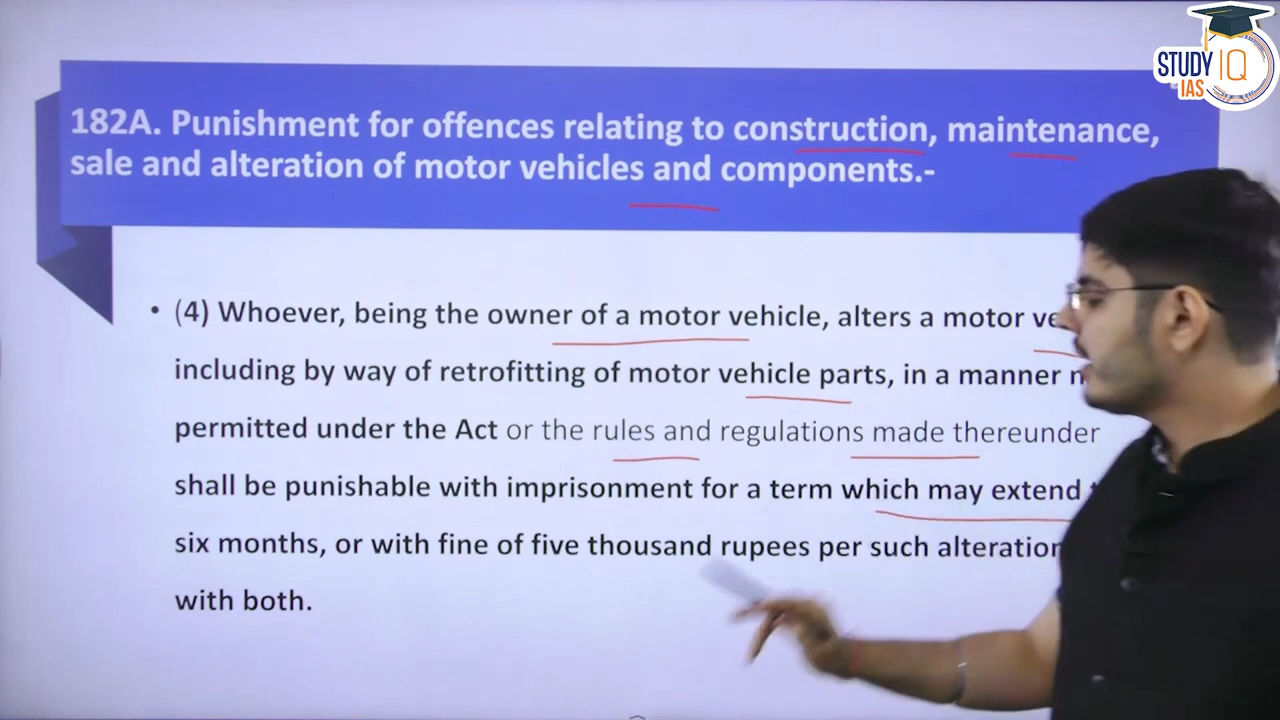 STUDY IQ
IAS
182A. Punishment for offences relating to construction, maintenance,
sale and alteration of motor vehicles and components.-
• (4) Whoever, being the owner of a motor vehicle, alters a motor
including by way of retrofitting of motor vehicle parts, in a manner
permitted under the Act or the rules and regulations made thereunder
shall be punishable with imprisonment for a term which may extend
six months, or with fine of five thousand rupees per such alteration
with both.